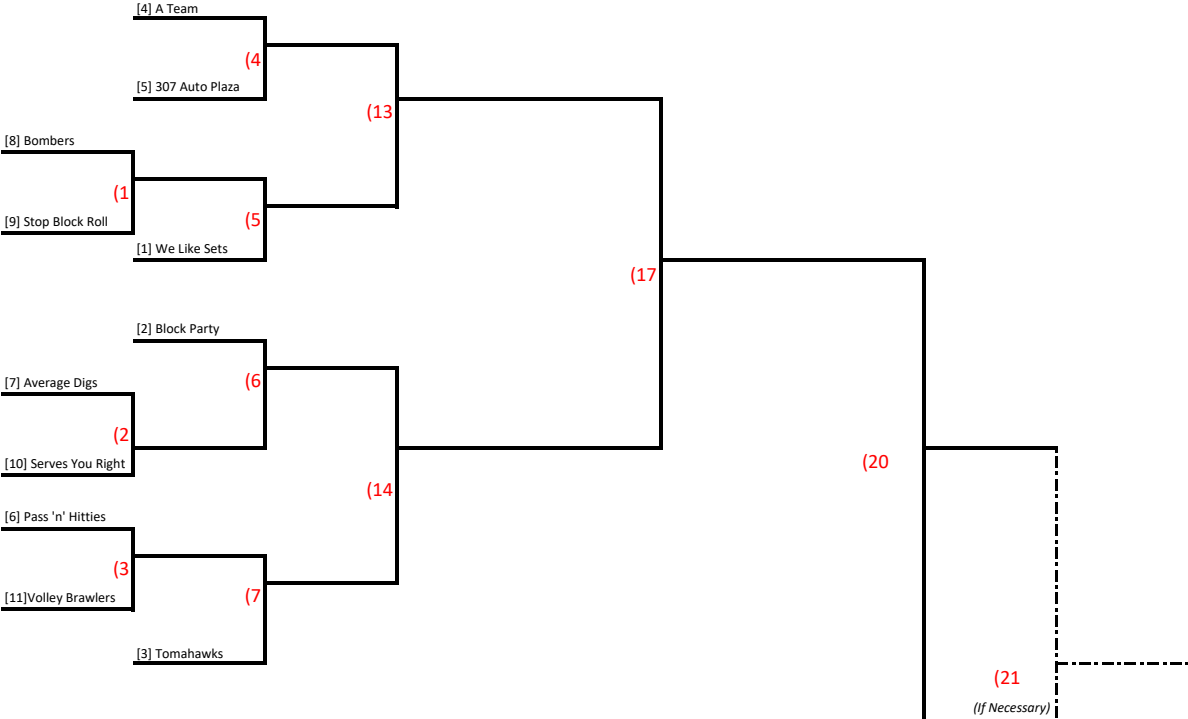 [4] A Team
(4
[5] 307 Auto Plaza
(13
[8] Bombers
(1
[9] Stop Block Roll
(5
[1] We Like Sets
(17
[2] Block Party
(6
[7] Average Digs
(2
[10] Serves You Right
(20
(14
[6] Pass 'n' Hitties
(3
[11]Volley Brawlers
(7
[3] Tomahawks
(21
(If Necessary)